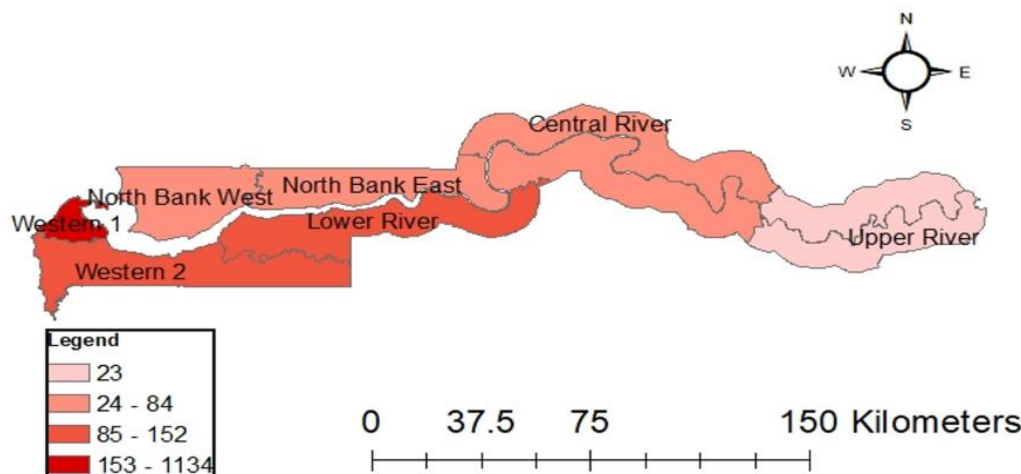 N
W E
S
Central River
North Bank West
North Bank East
Western 1
Lower River
Upper River
Western 2
Legend
23
24 - 84
85 - 152
153 - 1134
0 37.5 75 150 Kilometers